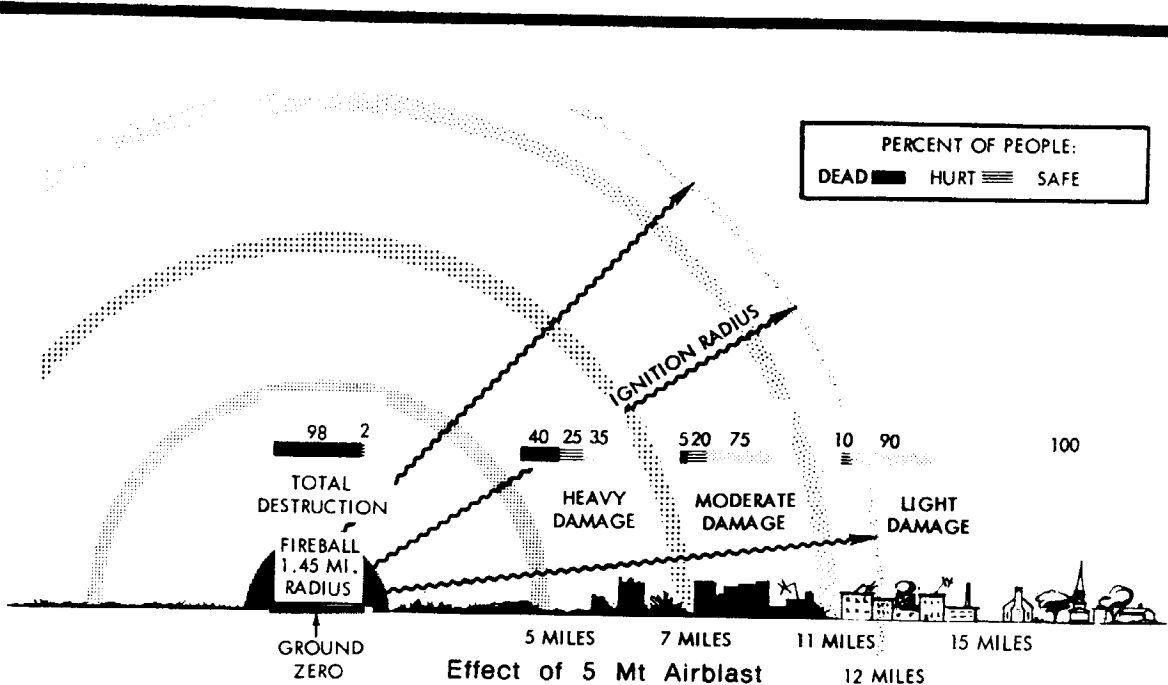 PERCENT OF PEOPLE:
DEAD HURT SAFE
IGNITION RADIUS
98 2
40 25 35
5 20 75
10 90
100
TOTAL
DESTRUCTION
HEAVY
DAMAGE
MODERATE
DAMAGE
LIGHT
DAMAGE
FIREBALL
1.45 MI.
RADIUS
GROUND
ZERO
5 MILES
7 MILES
11 MILES
15 MILES
12 MILES
Effect of 5 Mt Airblast